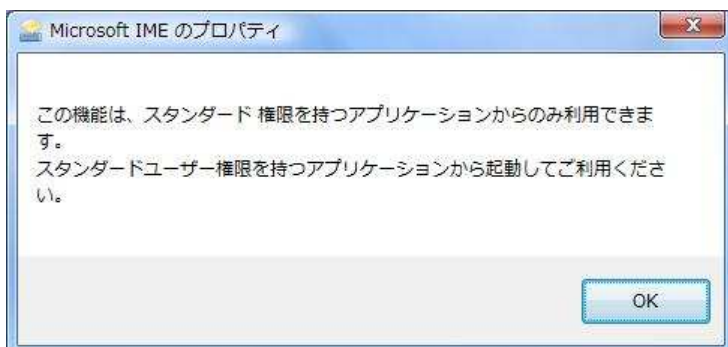 Microsoft IME のプロパティ
この機能は、スタンダード 権限を持つアプリケーションからのみ利用できま
す。
スタンダードユーザー権限を持つアプリケーションから起動してご利用くださ
い。
OK